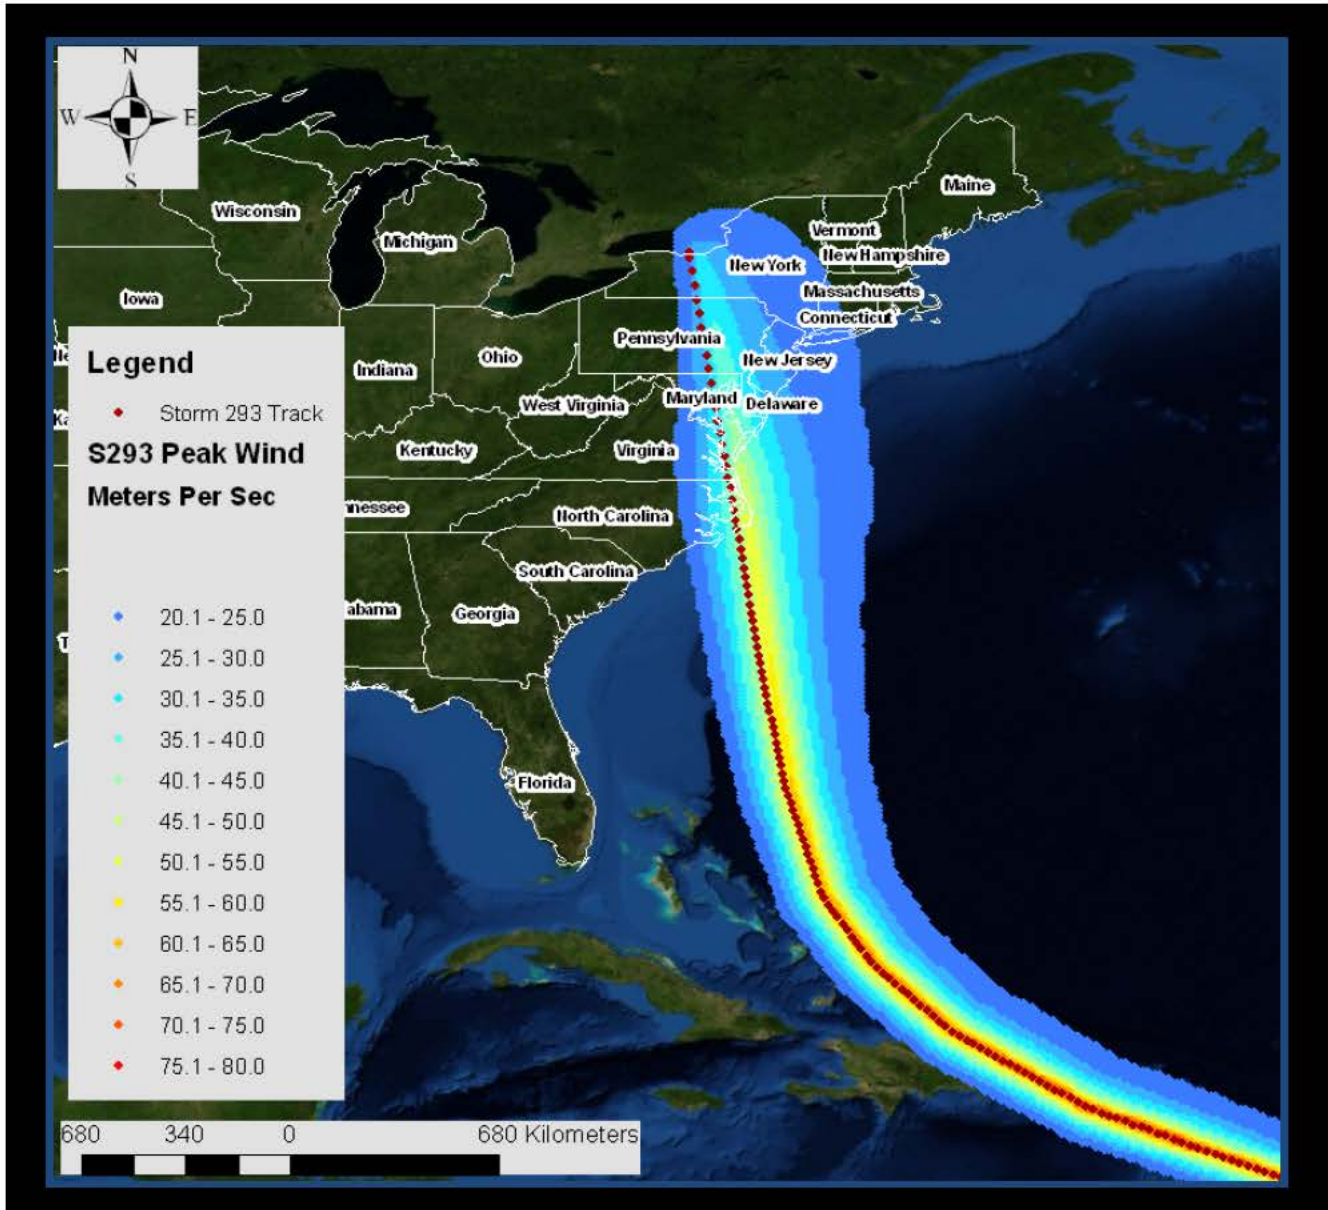 N
W E
S
Maine
Wisconsin
Michigan
Vermont
New York
New Hampshire
Iowa
Massachusetts
Connecticut
Pennsylvania
Ohio
New Jersey
Indiana
Maryland
Delaware
West Virginia
Kentucky
Virginia
nnessee
North Carolina
South Carolina
abama
Georgia
Florida
Legend
Storm 293 Track
S293 Peak Wind
Meters Per Sec
20.1 - 25.0
25.1 - 30.0
30.1 - 35.0
35.1 - 40.0
40.1 - 45.0
45.1 - 50.0
50.1 - 55.0
55.1 - 60.0
60.1 - 65.0
65.1 - 70.0
70.1 - 75.0
75.1 - 80.0
680 340 0 680 Kilometers